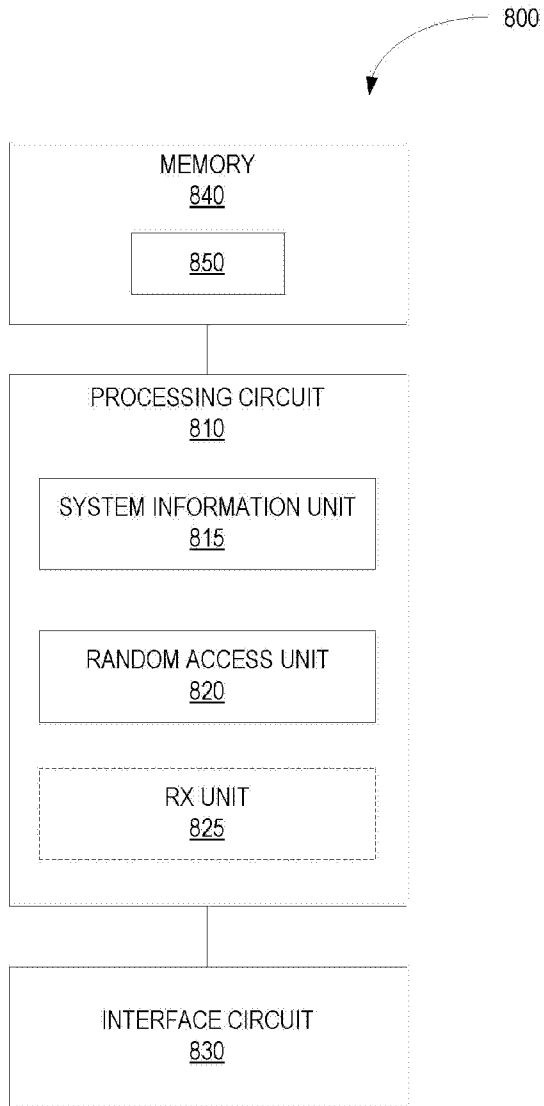 800
MEMORY
840
850
PROCESSING CIRCUIT
810
SYSTEM INFORMATION UNIT
815
RANDOM ACCESS UNIT
820
RX UNIT
825
INTERFACE CIRCUIT
830